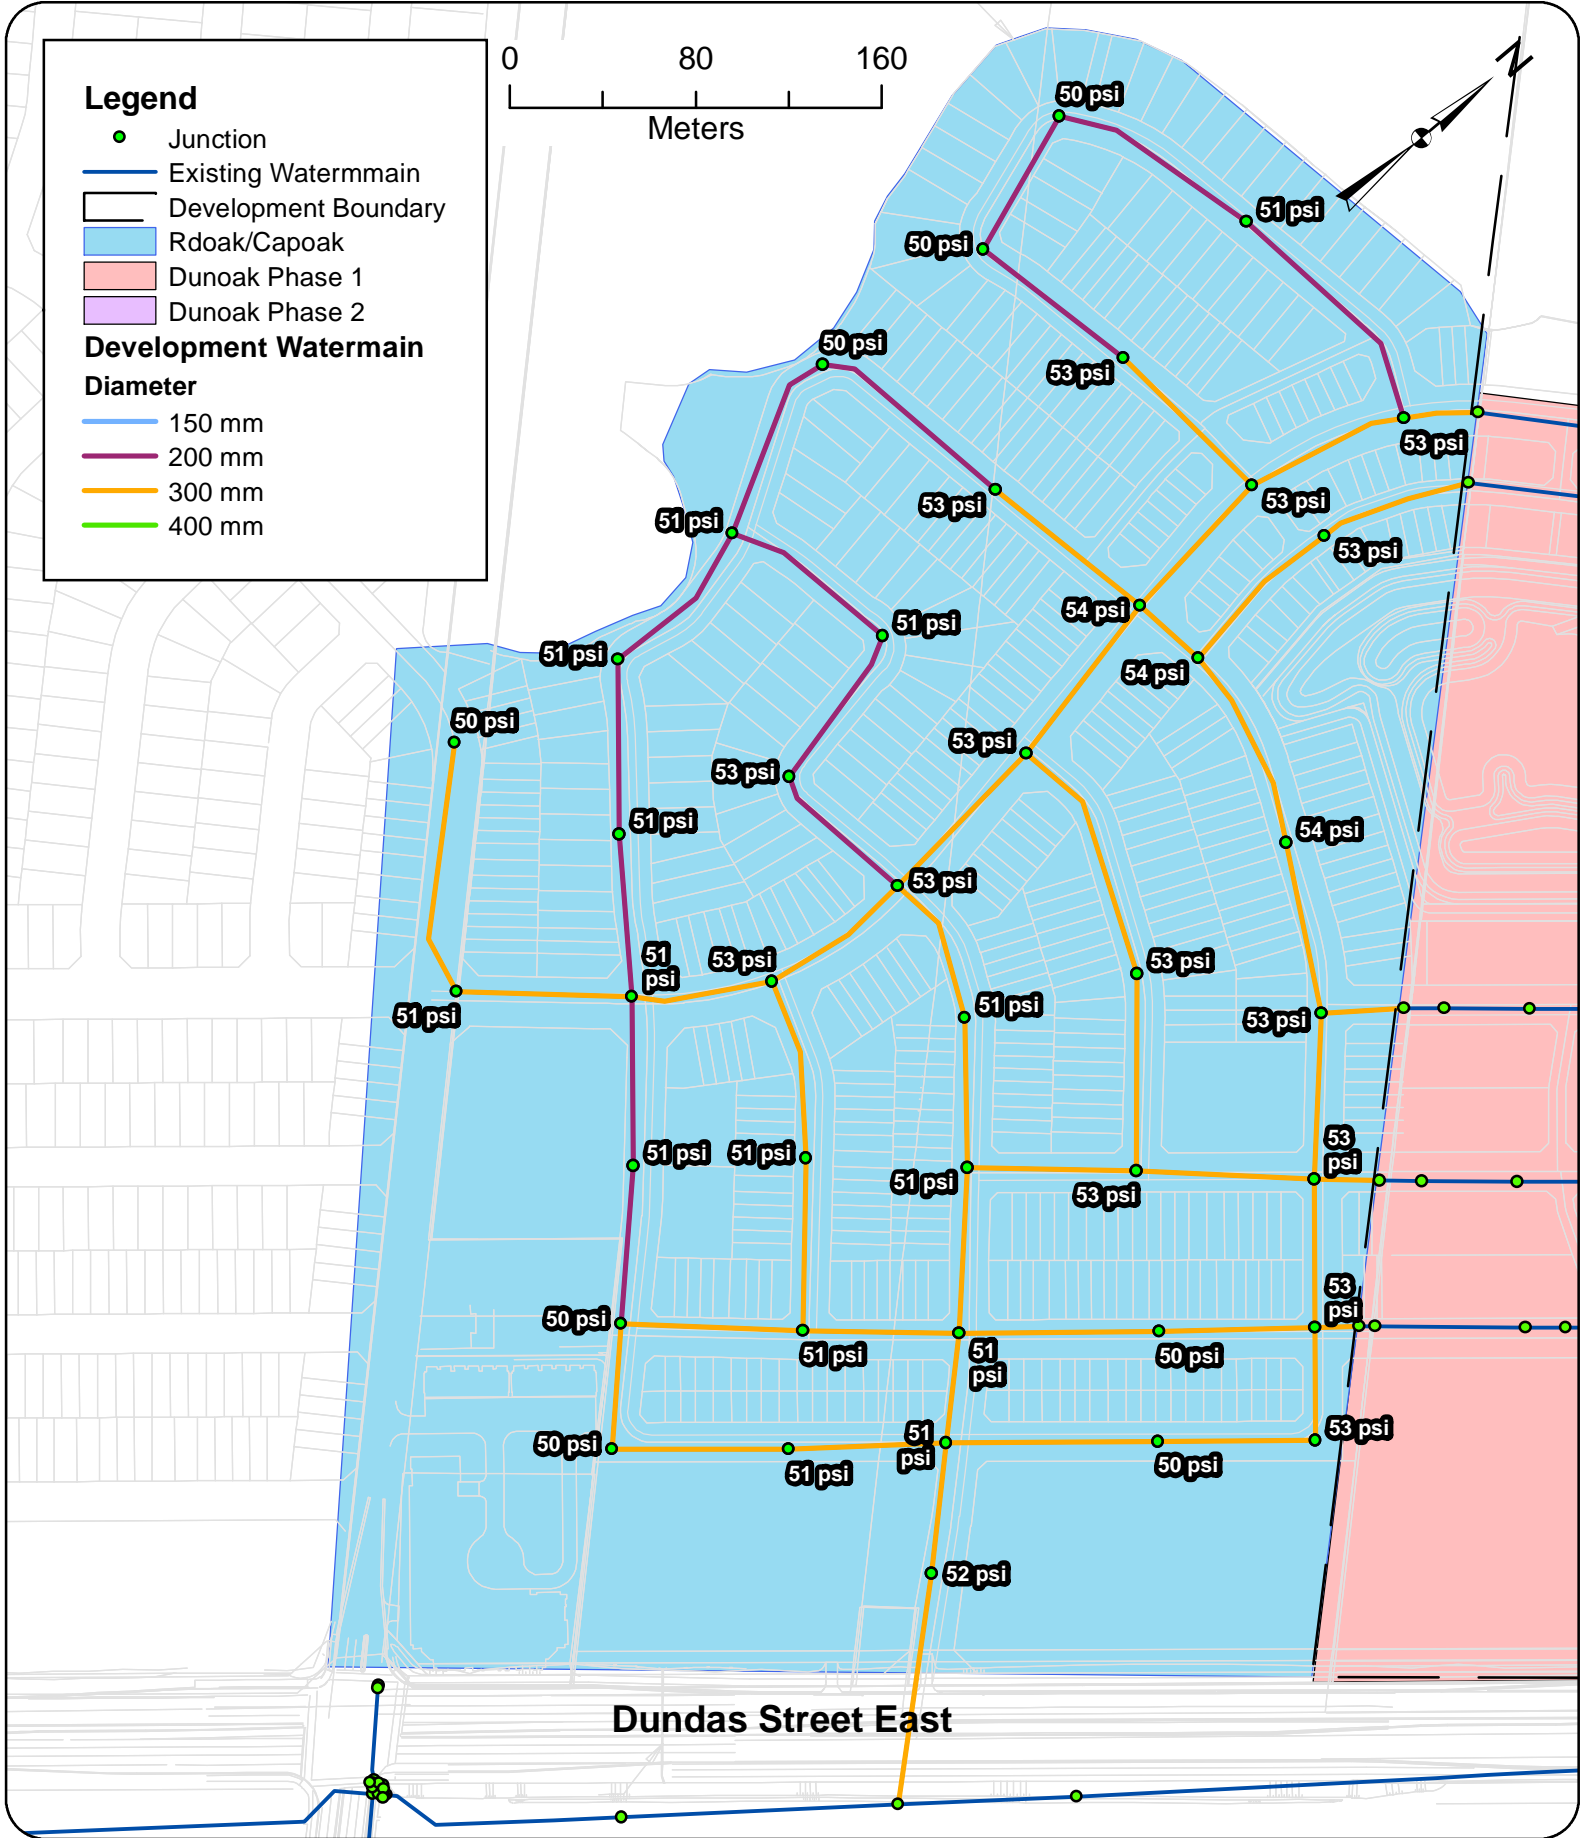 0 80 160
Meters
Legend
Junction
Existing Watermmain
Development Boundary
Rdoak/Capoak
Dunoak Phase 1
Dunoak Phase 2
Development Watermain
Diameter
150 mm
200 mm
300 mm
400 mm
N
50 psi
51 psi
50 psi
50 psi
53 psi
53 psi
53 psi
53 psi
51 psi
53 psi
54 psi
51 psi
51 psi
54 psi
50 psi
53 psi
53 psi
51 psi
54 psi
53 psi
51
psi
53 psi
53 psi
51 psi
51 psi
53 psi
51 psi
51 psi
51 psi
53 psi
53
psi
50 psi
51 psi
51
psi
50 psi
53
psi
50 psi
51 psi
51
psi
50 psi
53 psi
52 psi
Dundas Street East